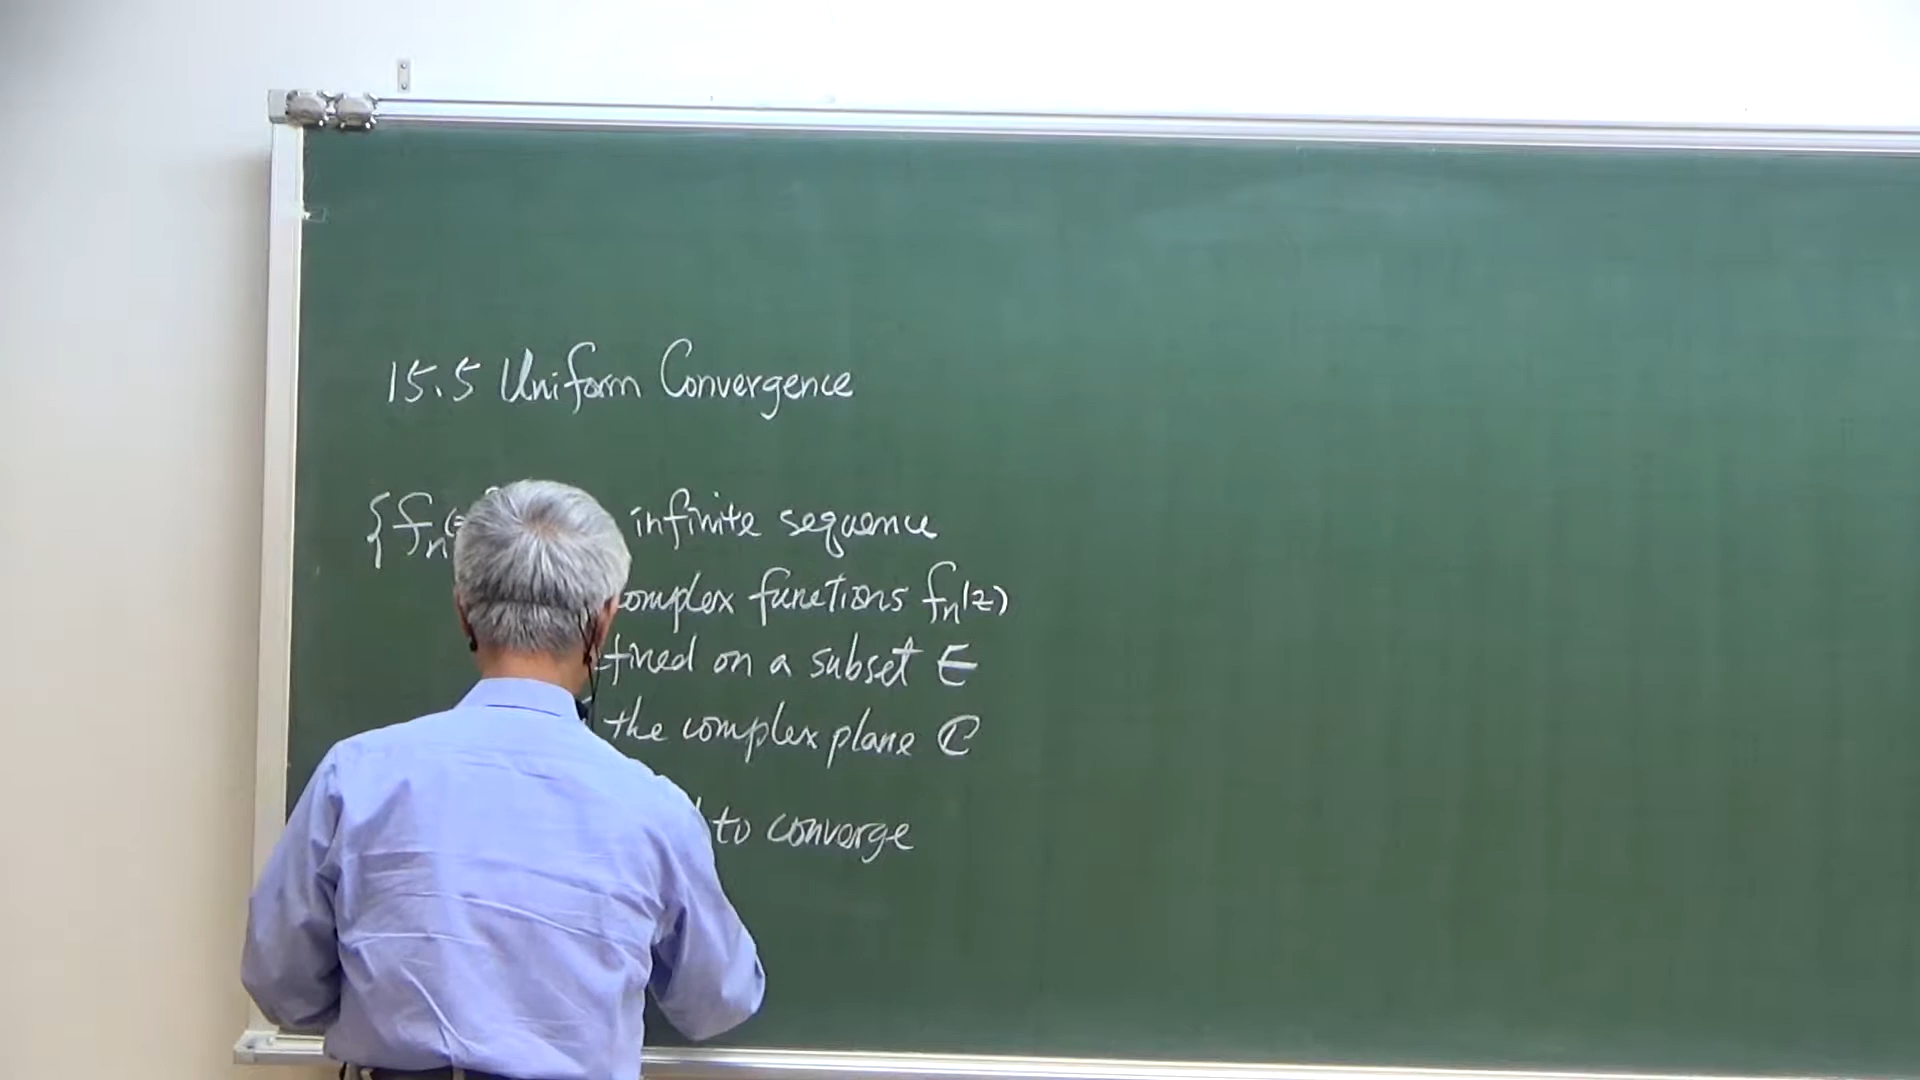 15.5 Uniform Convergence
{fn( infinite sequence
complex functions fn(z)
fined on a subset E
the complex plane C
to converge